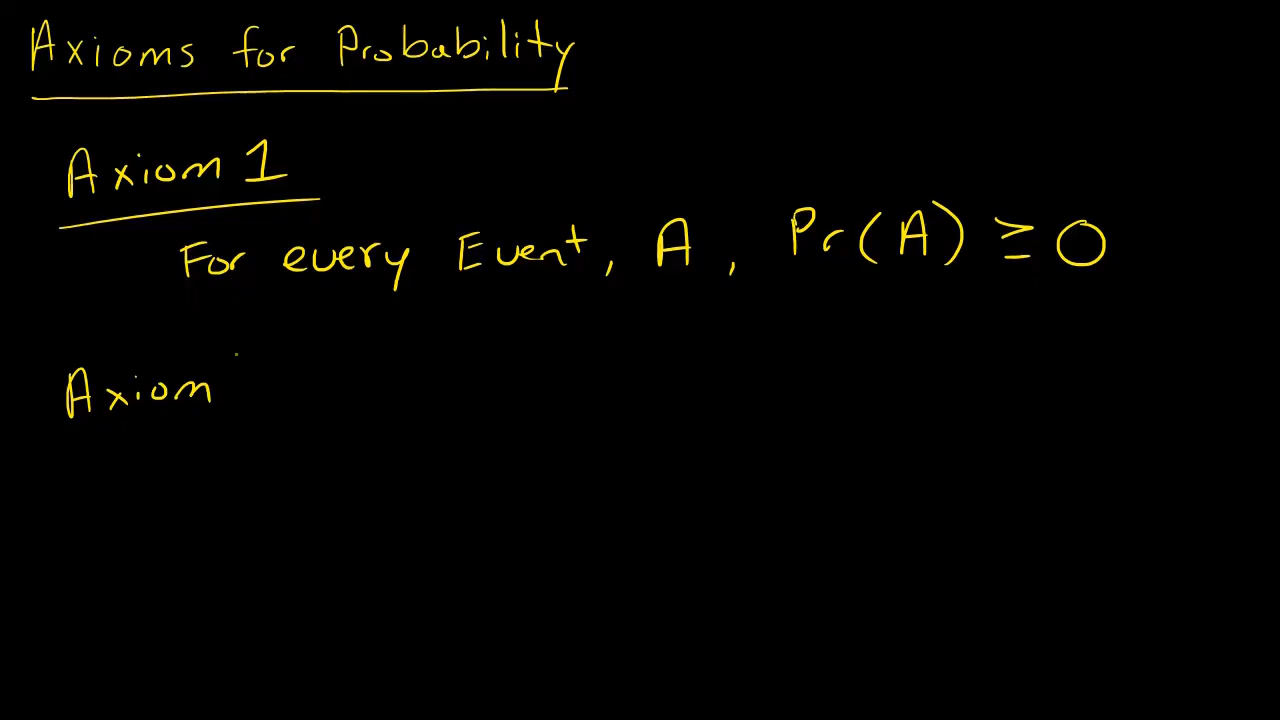 Axioms for Probability
Axiom 1
For every Event, A, Pr(A) ≥ 0
Axiom